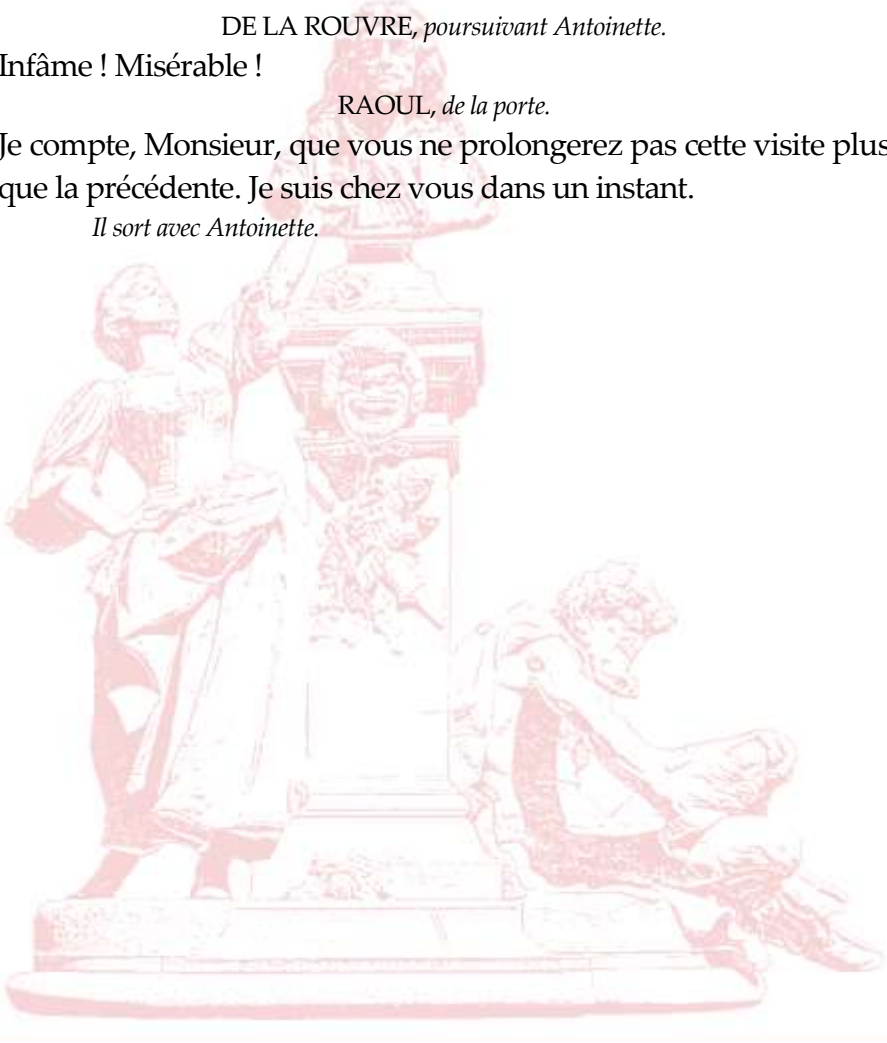 DE LA ROUVRE, poursuivant Antoinette.
Infâme ! Misérable !
RAOUL, de la porte.
Je compte, Monsieur, que vous ne prolongerez pas cette visite plus
que la précédente. Je suis chez vous dans un instant.
Il sort avec Antoinette.